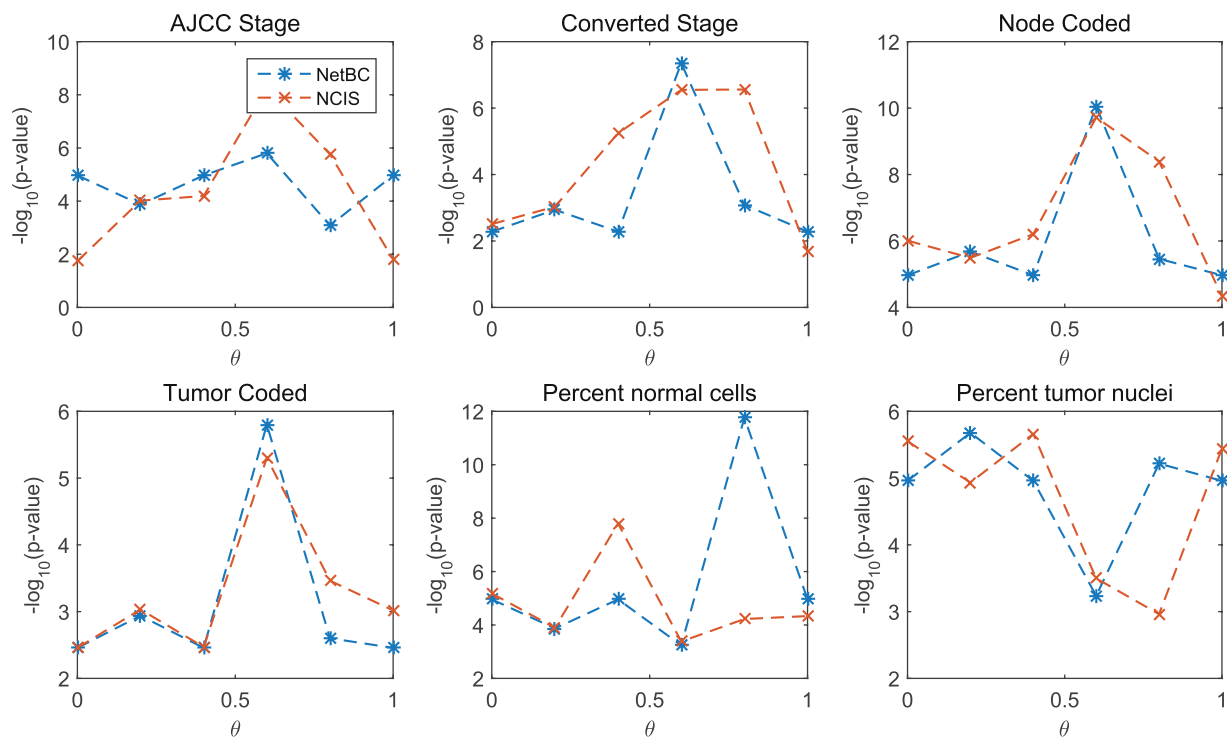 AJCC Stage
10
8
6
4
2
0
-log10(p-value)
0 0.5 1
θ
NetBC
NCIS
Converted Stage
8
6
4
2
0
-log10(p-value)
0 0.5 1
θ
Node Coded
12
10
8
6
4
-log10(p-value)
0 0.5 1
θ
Tumor Coded
6
5
4
3
2
-log10(p-value)
0 0.5 1
θ
Percent normal cells
12
10
8
6
4
2
-log10(p-value)
0 0.5 1
θ
Percent tumor nuclei
6
5
4
3
2
-log10(p-value)
0 0.5 1
θ